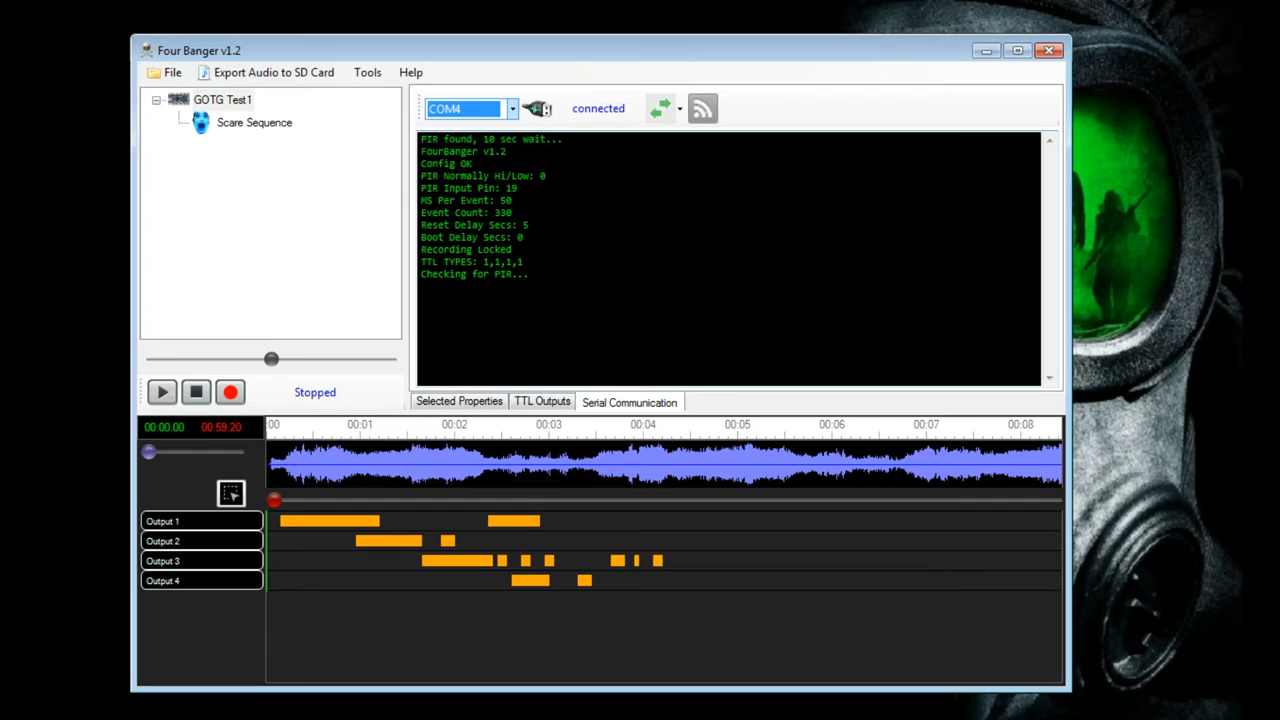 Four Banger v1.2
File Export Audio to SD Card Tools Help
GOTG Test1
Scare Sequence
COM4 connected
PIR found, 10 sec wait...
FourBanger v1.2
Config OK
PIR Normally Hi/Low: 0
PIR Input Pin: 19
MS Per Event: 50
Event Count: 330
Reset Delay Secs: 5
Boot Delay Secs: 0
Recording Locked
TTL TYPES: 1,1,1,1
Checking for PIR...
Stopped
Selected Properties TTL Outputs Serial Communication
00:00.00 00:59.20 :00 00:01 00:02 00:03 00:04 00:05 00:06 00:07 00:08
Output 1
Output 2
Output 3
Output 4